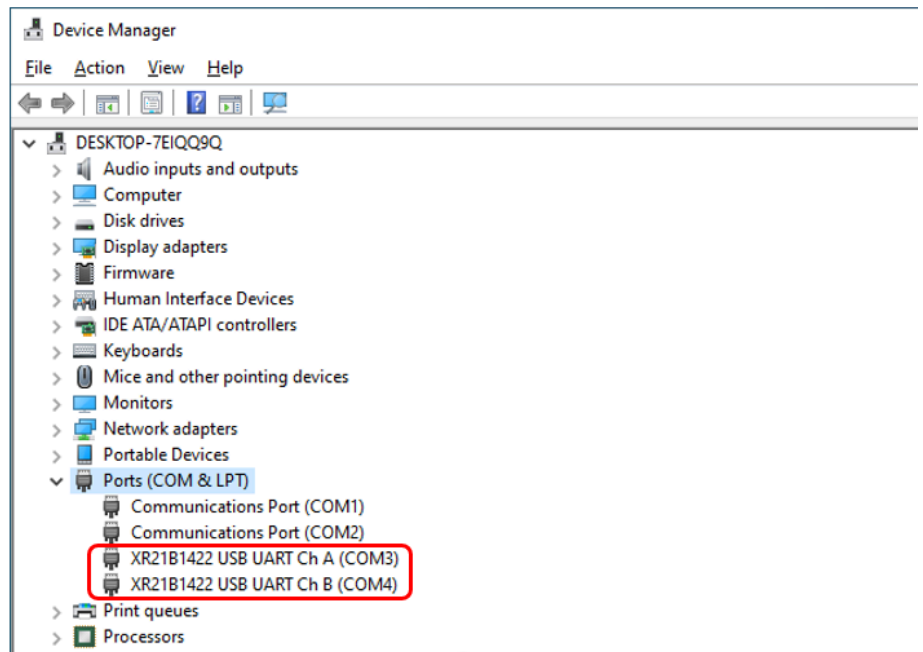 Device Manager
File Action View Help
DESKTOP-7EIQQ9Q
Audio inputs and outputs
Computer
Disk drives
Display adapters
Firmware
Human Interface Devices
IDE ATA/ATAPI controllers
Keyboards
Mice and other pointing devices
Monitors
Network adapters
Portable Devices
Ports (COM & LPT)
Communications Port (COM1)
Communications Port (COM2)
XR21B1422 USB UART Ch A (COM3)
XR21B1422 USB UART Ch B (COM4)
Print queues
Processors